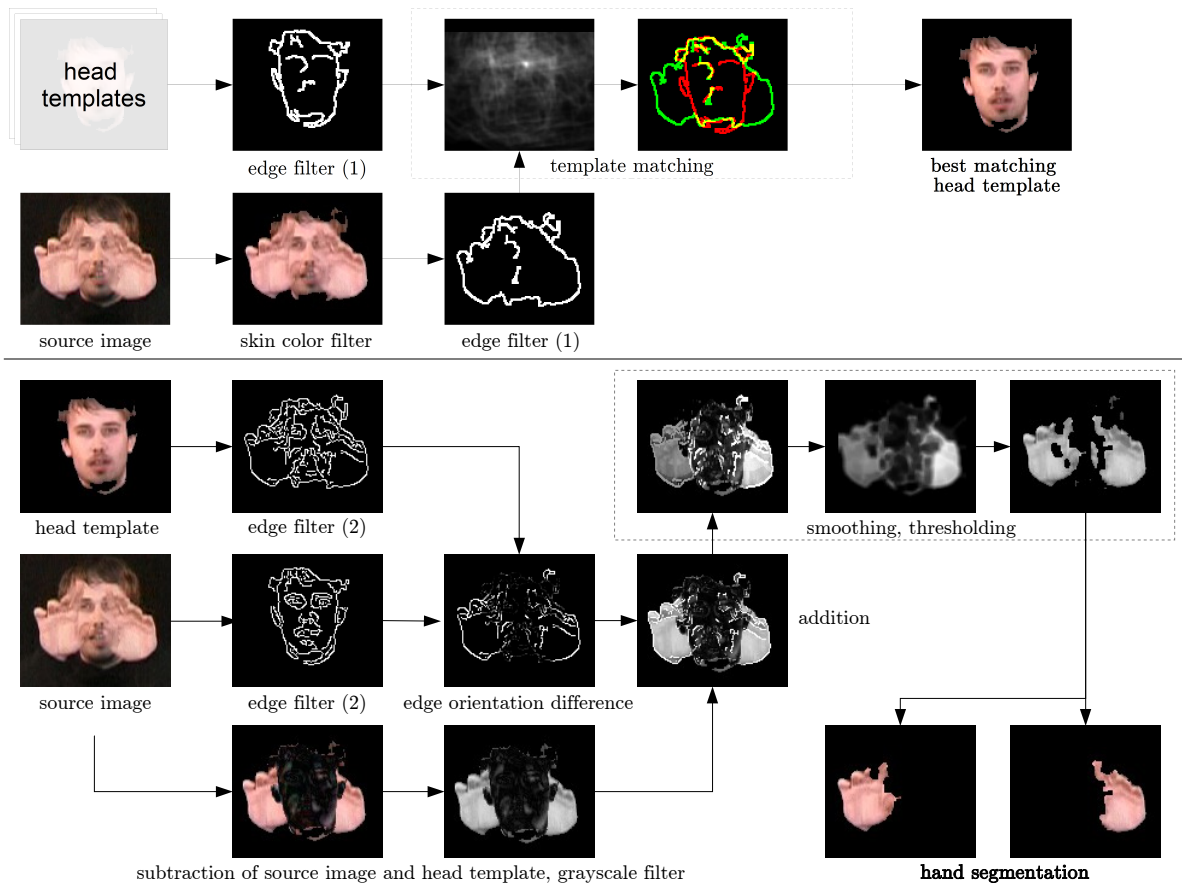 head
templates
edge filter (1)
template matching
best matching
head template
source image
skin color filter
edge filter (1)
head template
edge filter (2)
smoothing, thresholding
addition
source image
edge filter (2)
edge orientation difference
subtraction of source image and head template, grayscale filter
hand segmentation